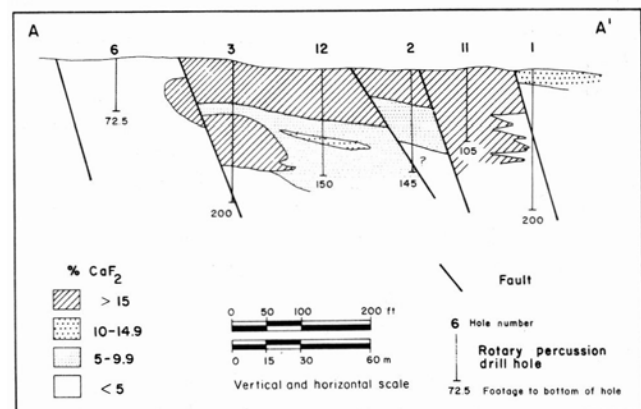 A A'
6 3 12 2 11 1
72.5
105
?
150 145
200 200
% CaF2
> 15
10-14.9
5-9.9
< 5
0 50 100 200 ft
0 15 30 60 m
Vertical and horizontal scale
Fault
6 Hole number
Rotary percussion
drill hole
72.5 Footage to bottom of hole